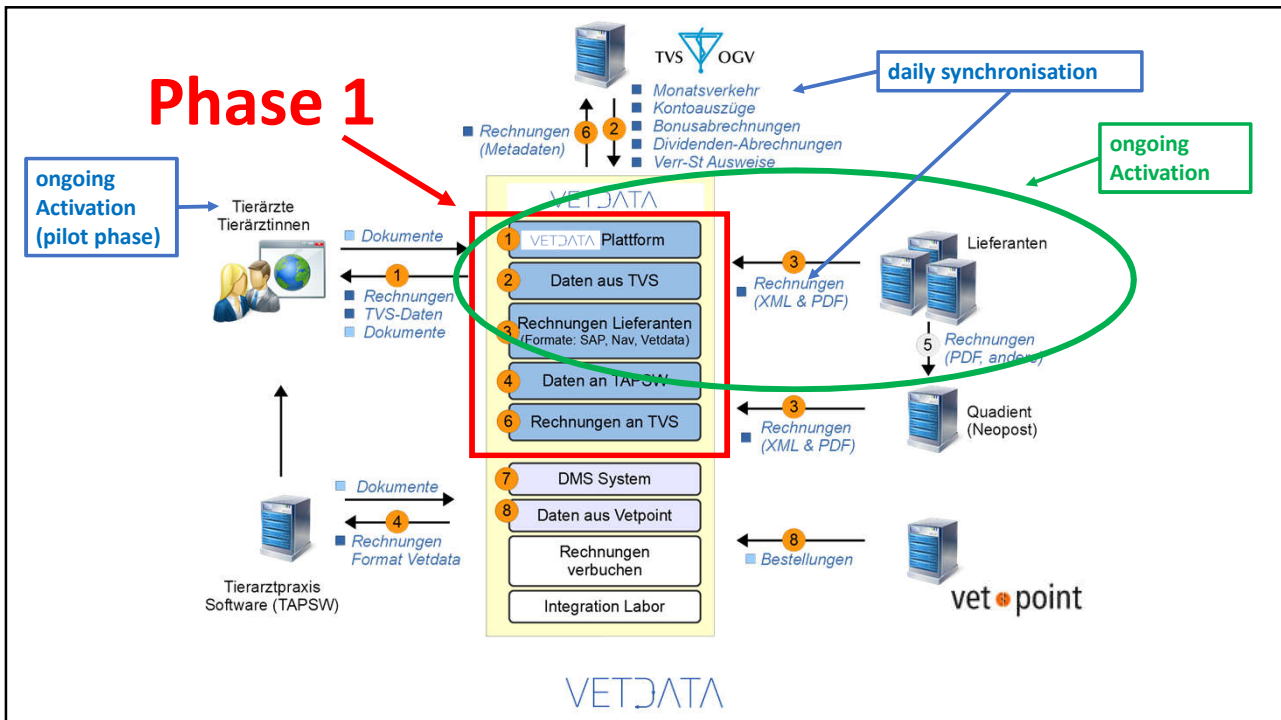 TVS OGV
daily synchronisation
Phase 1
Monatsverkehr
Kontoauszüge
Bonusabrechnungen
Dividenden-Abrechnungen
Verr-St Ausweise
6
2
Rechnungen
(Metadaten)
ongoing
Activation
ongoing
Activation
(pilot phase)
VETDATA
Tierärzte
Tierärztinnen
Dokumente
1
Rechnungen
TVS-Daten
Dokumente
1 VETDATA Plattform
2 Daten aus TVS
3 Rechnungen Lieferanten
(Formate: SAP, Nav, Vetdata)
4 Daten an TAPSW
6 Rechnungen an TVS
3
Rechnungen
(XML & PDF)
Lieferanten
5
Rechnungen
(PDF, andere)
3
Rechnungen
(XML & PDF)
Quadient
(Neopost)
7 DMS System
8 Daten aus Vetpoint
Rechnungen
verbuchen
Integration Labor
Dokumente
4
Rechnungen
Format Vetdata
Tierarztpraxis
Software (TAPSW)
8
Bestellungen
vet point
VETDATA